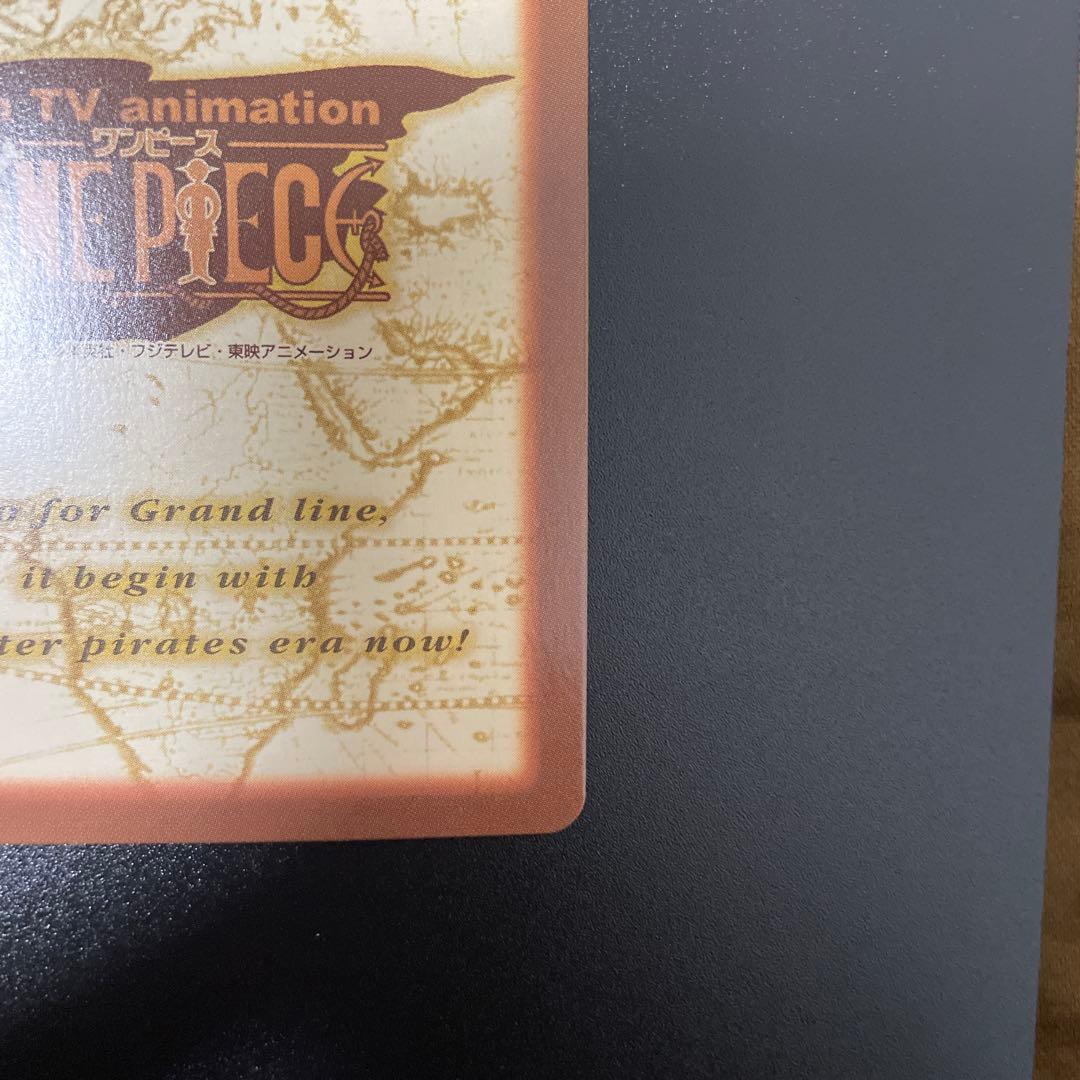 TV animation
ワンピース
NE PIECE
社・フジテレビ・東映アニメーション
for Grand line,
it begin with
ter pirates era now!